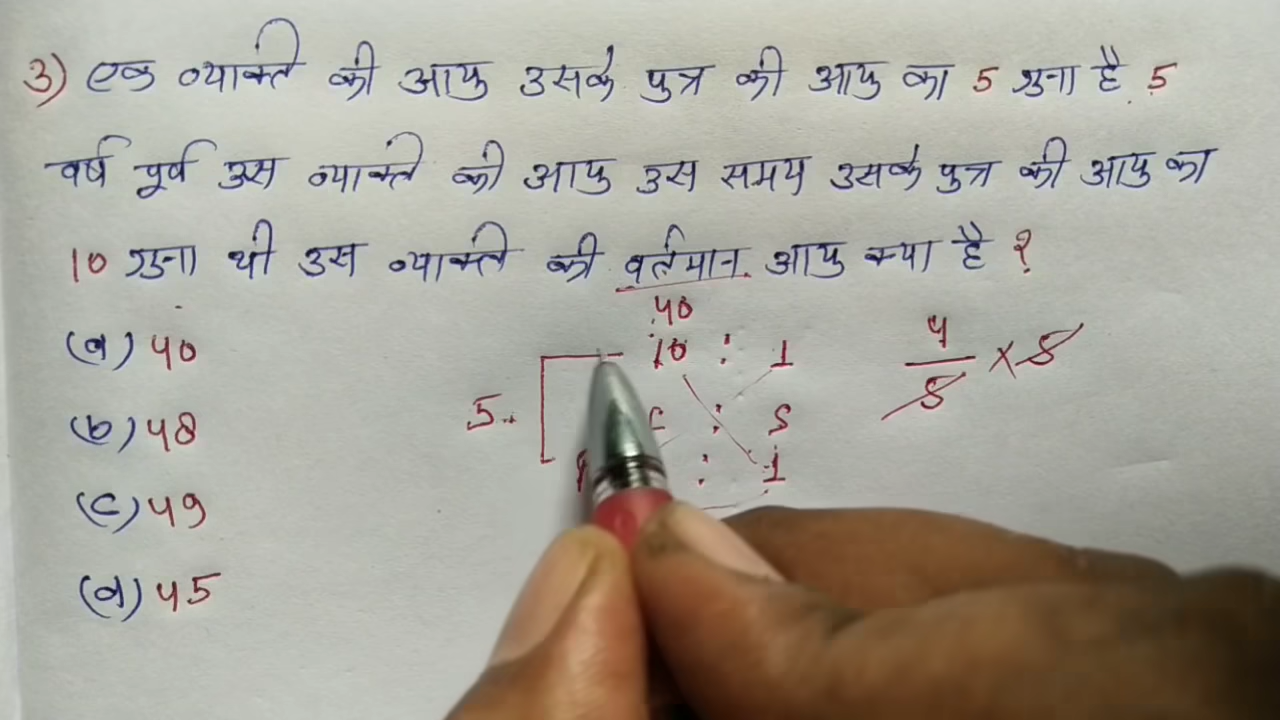 3) एक व्यक्ति की आयु उसके पुत्र की आयु का 5 गुना है. 5
वर्ष पूर्व उस व्यक्ति की आयु उस समय उसके पुत्र की आयु का
10 गुना थी उस व्यक्ति की वर्तमान आयु क्या है ?
40
(a) 40
10 : 1
4/5 × 5
5
: 5
(b) 48
: 1
(c) 49
(d) 45